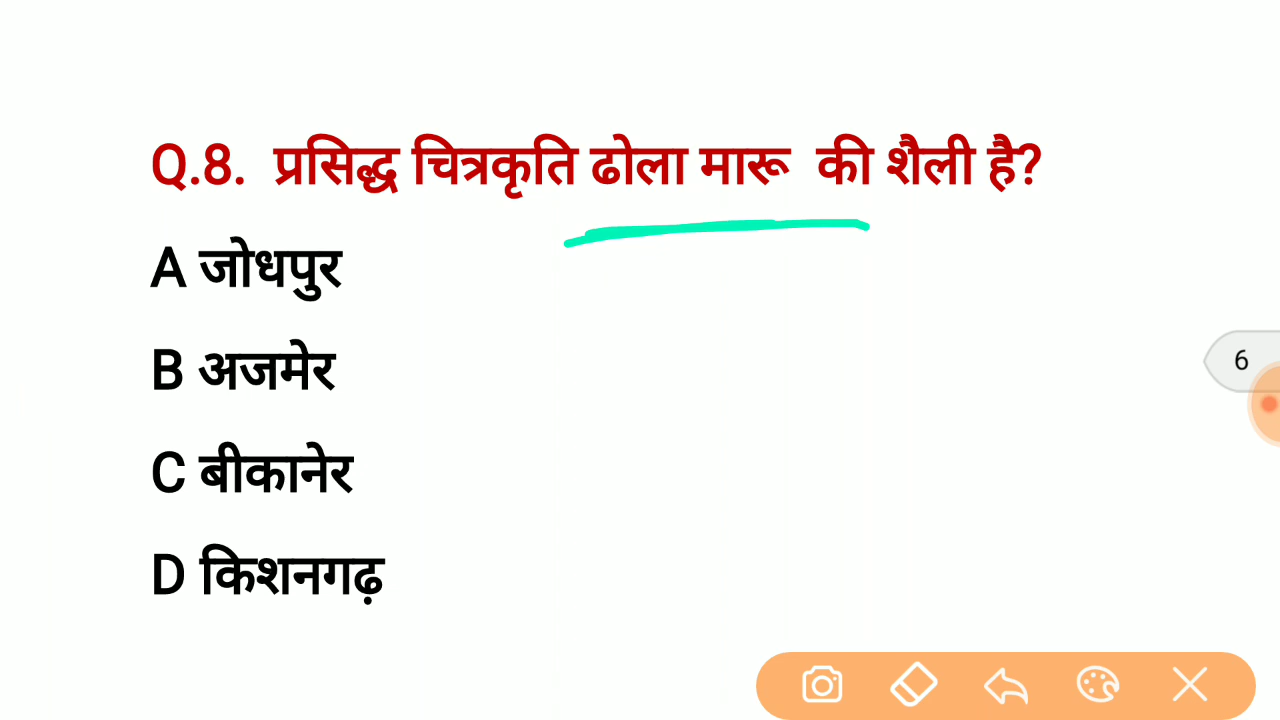 Q.8. प्रसिद्ध चित्रकृति ढोला मारू की शैली है?
A जोधपुर
B अजमेर
C बीकानेर
D किशनगढ़
6